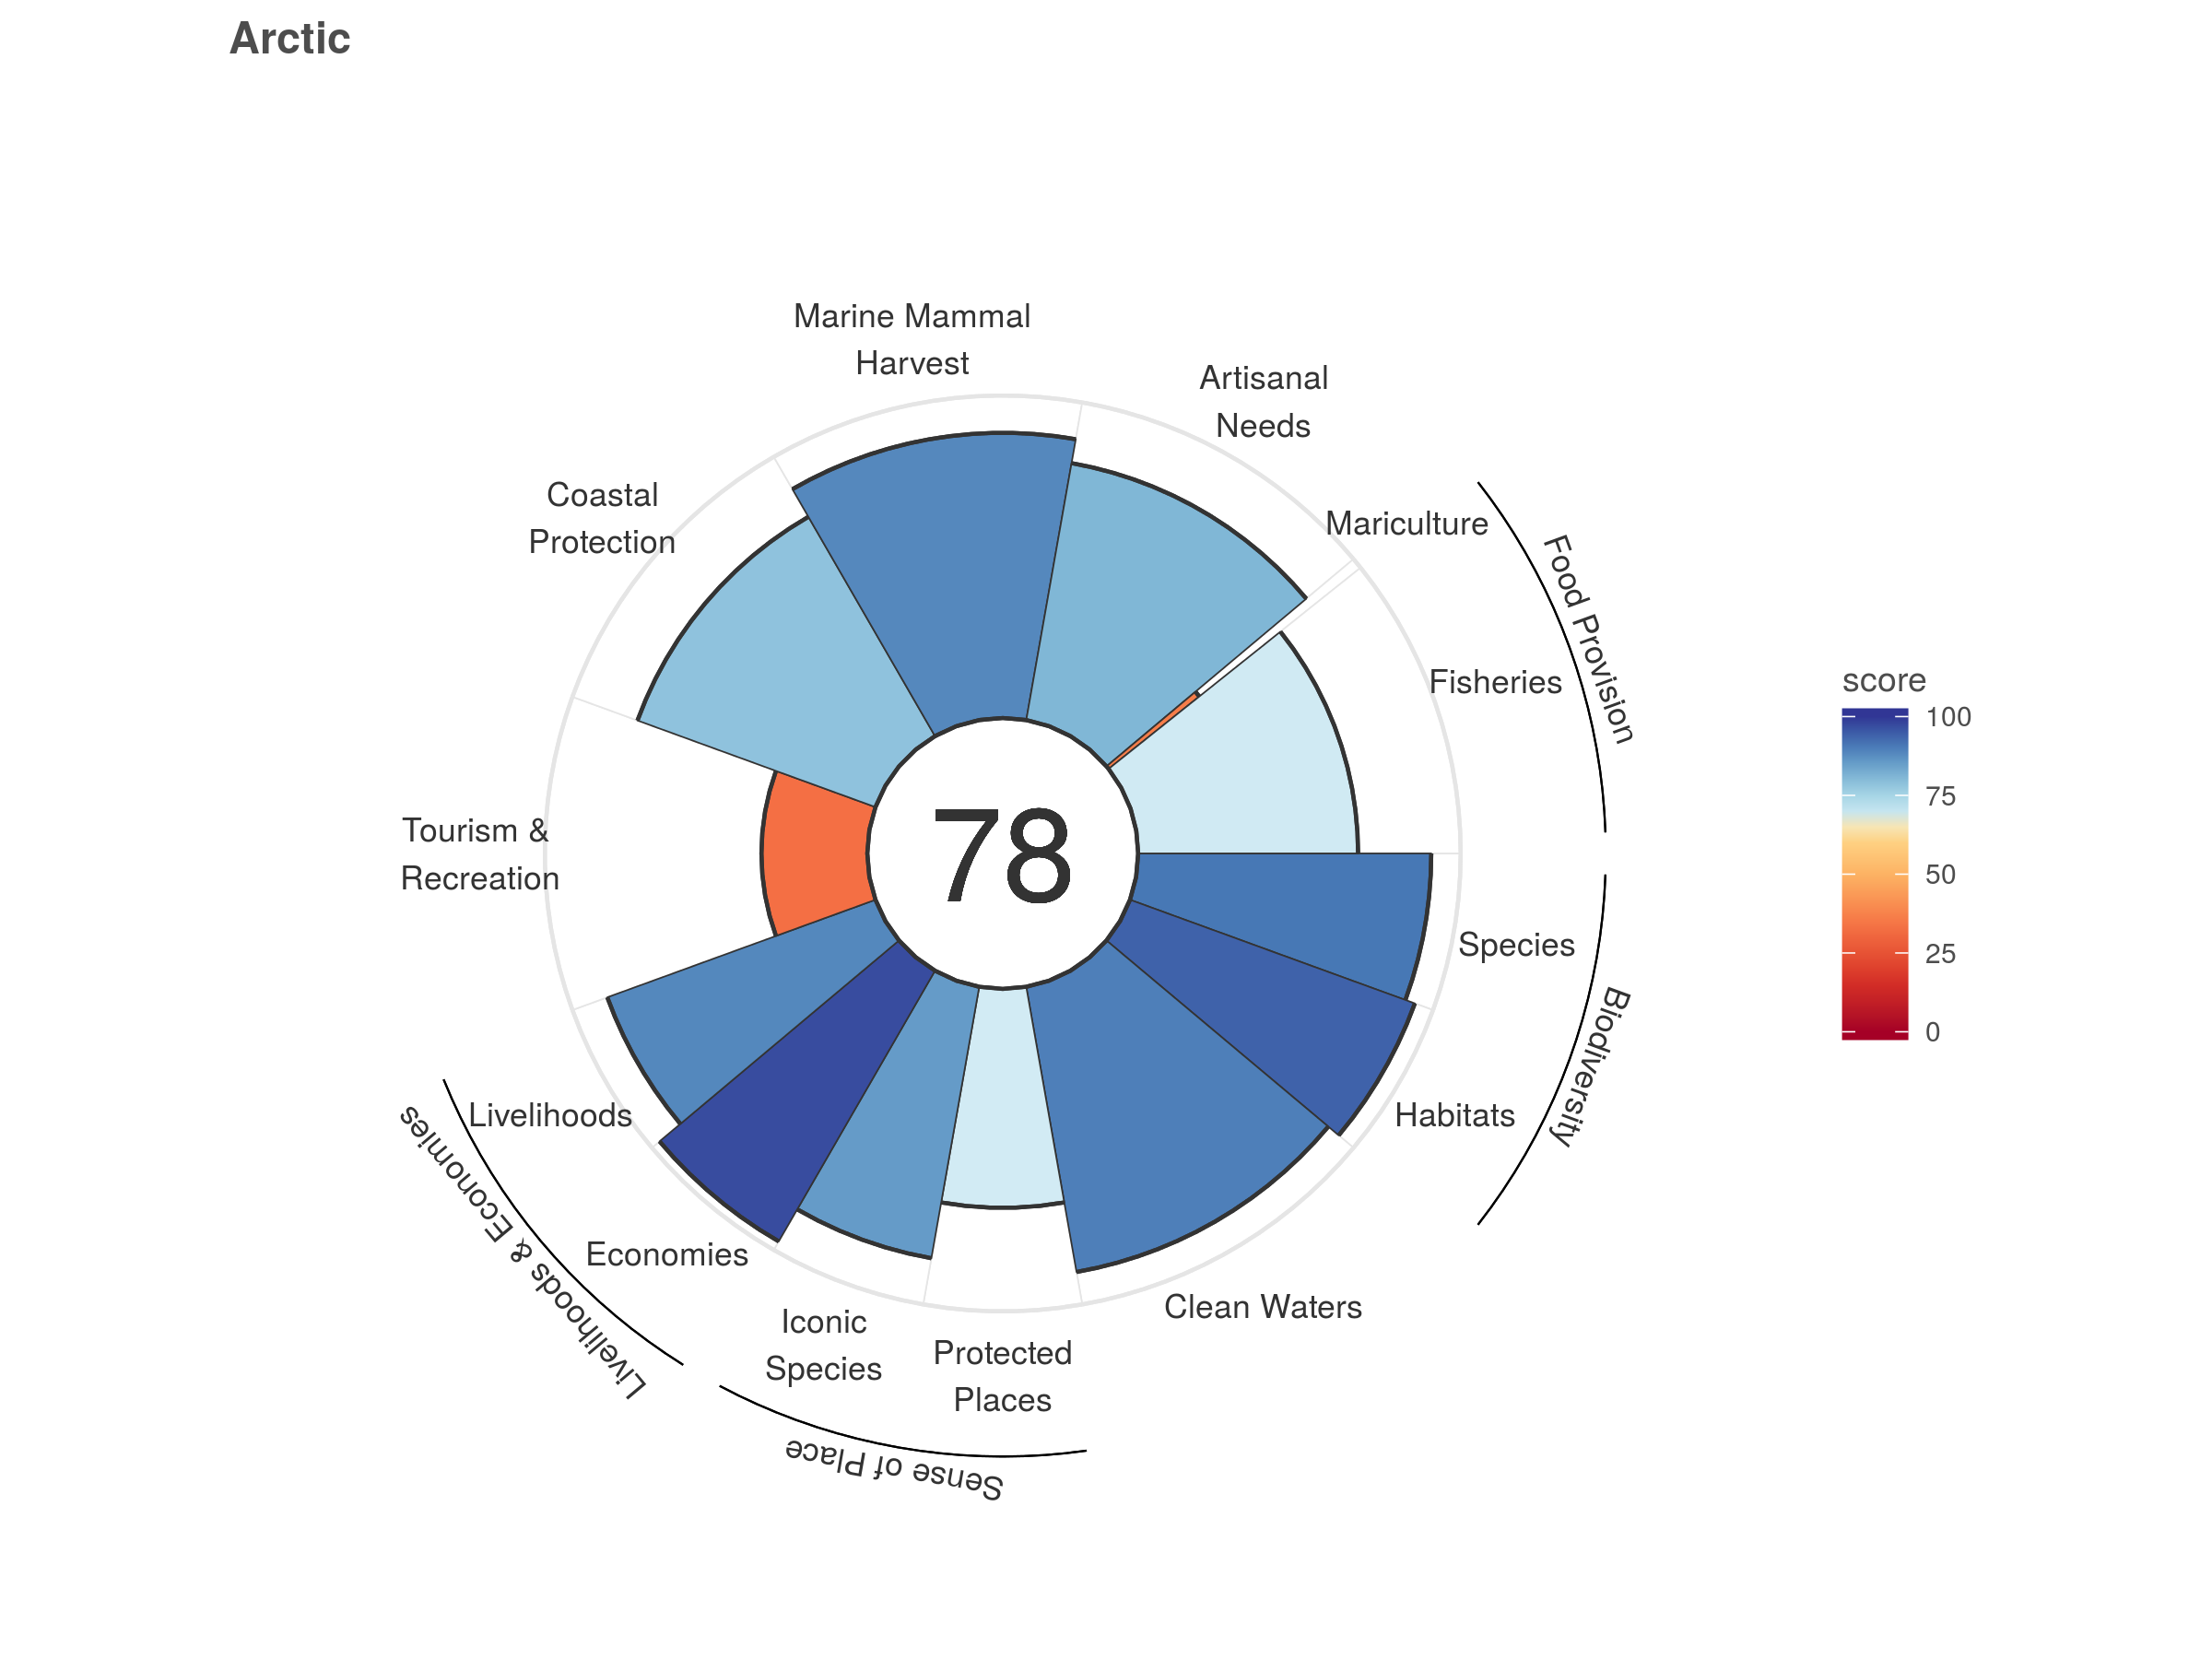 Arctic
Marine Mammal
Harvest
Artisanal
Needs
Coastal
Protection
Mariculture
Food Provision
Fisheries
score
100
75
50
25
0
Tourism &
Recreation
78
Species
Biodiversity
Habitats
Livelihoods
Livelihoods & Economies
Economies
Clean Waters
Iconic
Species
Protected
Places
Sense of Place